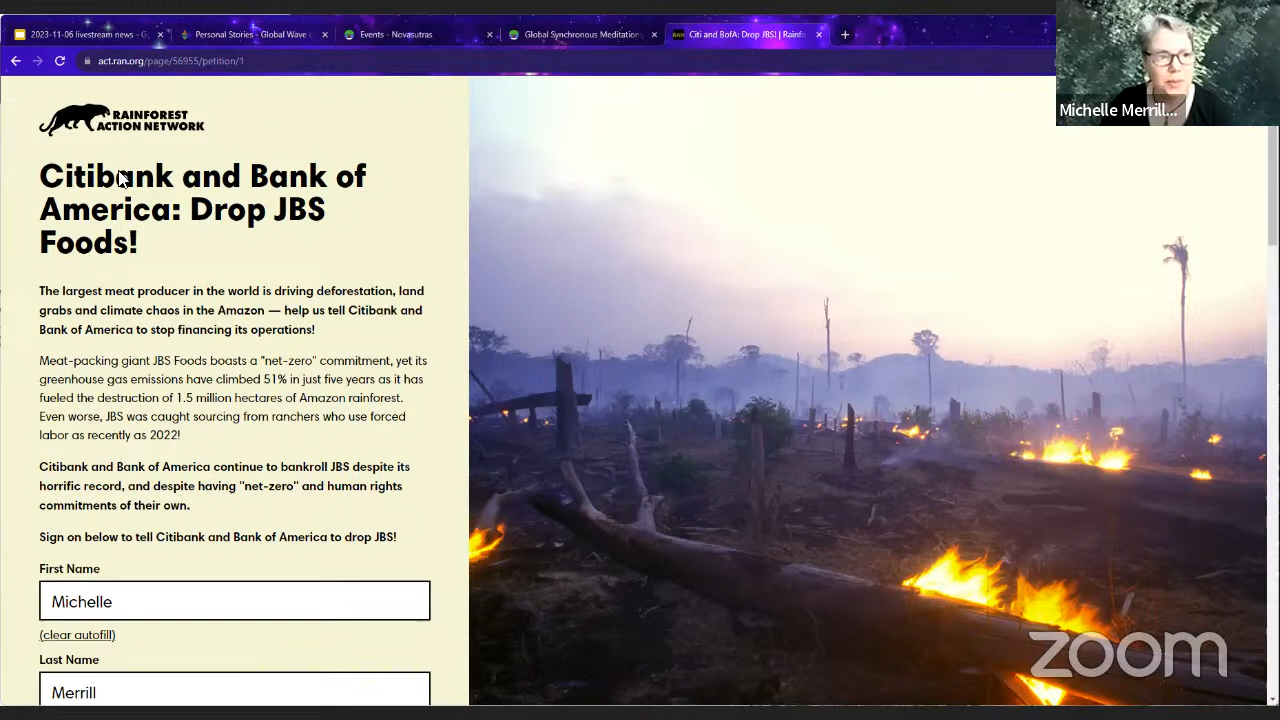 2023-11-06 livestream news - G
Personal Stories - Global Wave
Events - Novasutras
Global Synchronous Meditation
RAN
Citi and BofA: Drop JBS! | Rainfo
act.ran.org/page/56955/petition/1
Michelle Merrill...
RAINFOREST
ACTION NETWORK
Citibank and Bank of
America: Drop JBS
Foods!
The largest meat producer in the world is driving deforestation, land
grabs and climate chaos in the Amazon — help us tell Citibank and
Bank of America to stop financing its operations!
Meat-packing giant JBS Foods boasts a "net-zero" commitment, yet its
greenhouse gas emissions have climbed 51% in just five years as it has
fueled the destruction of 1.5 million hectares of Amazon rainforest.
Even worse, JBS was caught sourcing from ranchers who use forced
labor as recently as 2022!
Citibank and Bank of America continue to bankroll JBS despite its
horrific record, and despite having "net-zero" and human rights
commitments of their own.
Sign on below to tell Citibank and Bank of America to drop JBS!
First Name
Michelle
(clear autofill)
Last Name
Merrill
zoom